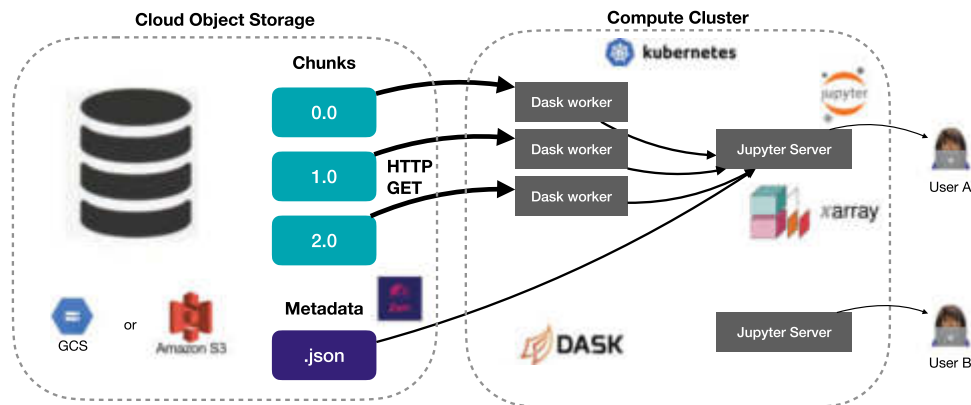 Cloud Object Storage
Compute Cluster
Chunks
kubernetes
0.0
Dask worker
jupyter
1.0
HTTP
GET
Dask worker
Jupyter Server
2.0
Dask worker
User A
xarray
Metadata
Zarr
GCS
or
Amazon S3
.json
DASK
Jupyter Server
User B